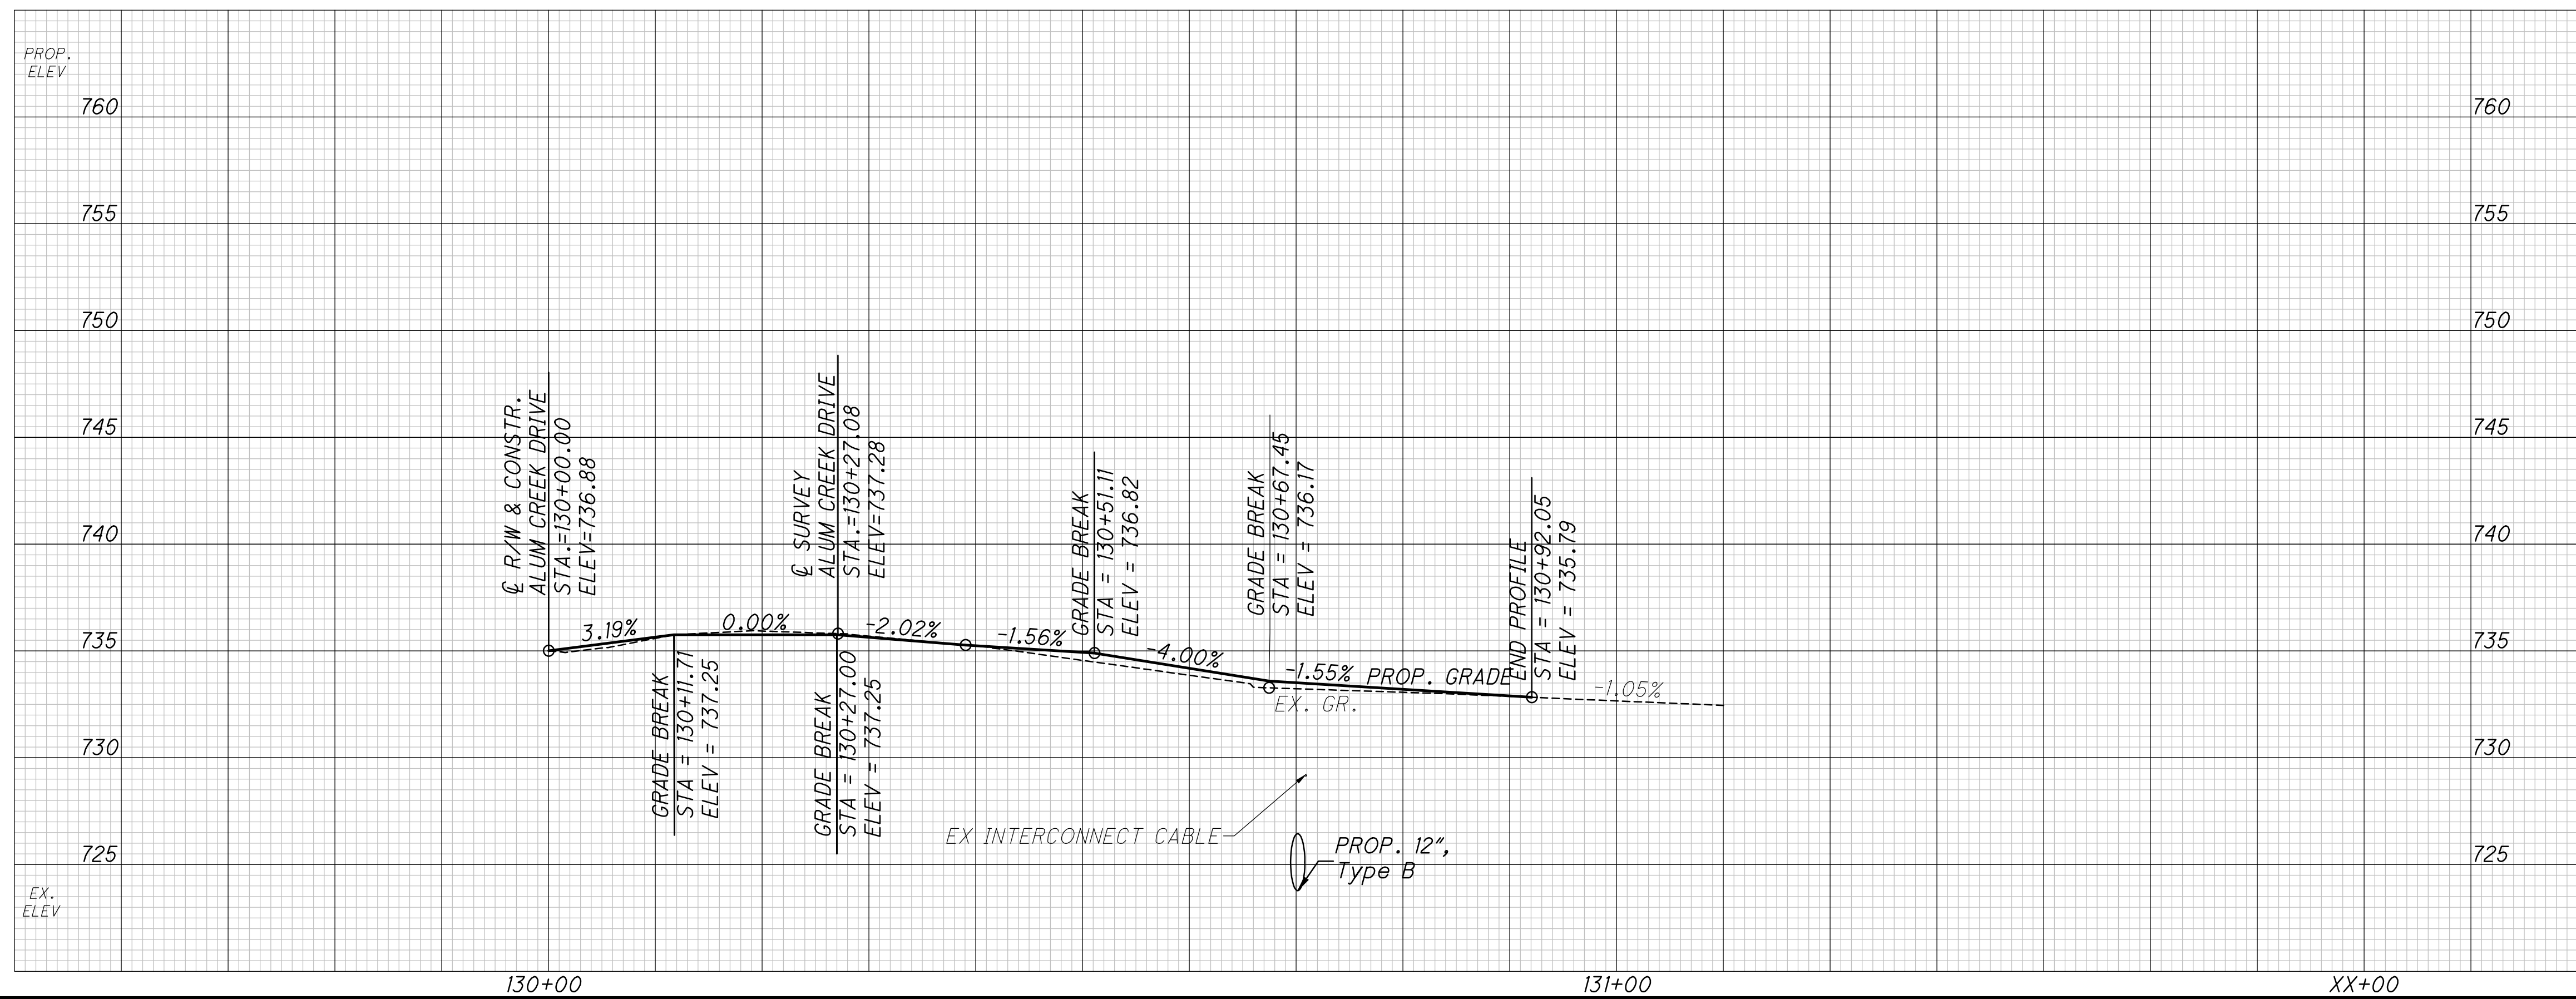 PROP.
ELEV
760
760
755
755
750
750
745
745
740
740
735
735
730
730
725
725
℄ R/W & CONSTR.
ALUM CREEK DRIVE
STA.=130+00.00
ELEV=736.88
℄ SURVEY
ALUM CREEK DRIVE
STA.=130+27.08
ELEV=737.28
GRADE BREAK
STA = 130+51.11
ELEV = 736.82
GRADE BREAK
STA = 130+67.45
ELEV = 736.17
END PROFILE
STA = 130+92.05
ELEV = 735.79
3.19%
0.00%
-2.02%
-1.56%
-4.00%
-1.55%
PROP. GRADE
-1.05%
EX. GR.
GRADE BREAK
STA = 130+11.71
ELEV = 737.25
GRADE BREAK
STA = 130+27.00
ELEV = 737.25
EX INTERCONNECT CABLE
PROP. 12",
Type B
EX.
ELEV
130+00
131+00
XX+00